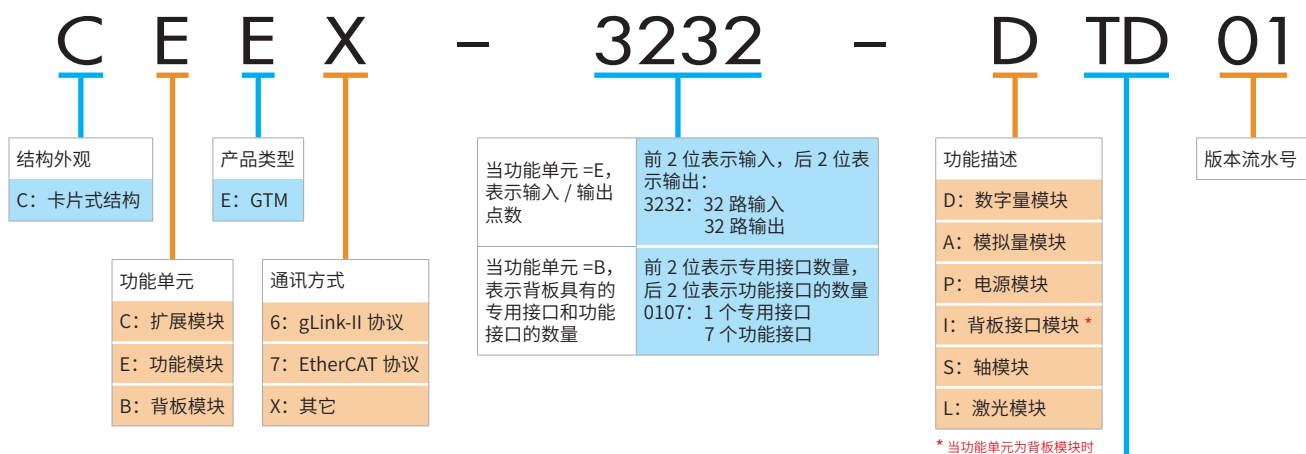 CEEX - 3232 - DTD01
结构外观
C：卡片式结构
产品类型
E：GTM
功能单元
C：扩展模块
E：功能模块
B：背板模块
通讯方式
6：gLink-II 协议
7：EtherCAT 协议
X：其它
当功能单元 =E，
表示输入 / 输出
点数
前 2 位表示输入，后 2 位表
示输出：
3232：32 路输入
32 路输出
当功能单元 =B，
表示背板具有的
专用接口和功能
接口的数量
前 2 位表示专用接口数量，
后 2 位表示功能接口的数量
0107：1 个专用接口
7 个功能接口
功能描述
D：数字量模块
A：模拟量模块
P：电源模块
I：背板接口模块 *
S：轴模块
L：激光模块
* 当功能单元为背板模块时
版本流水号